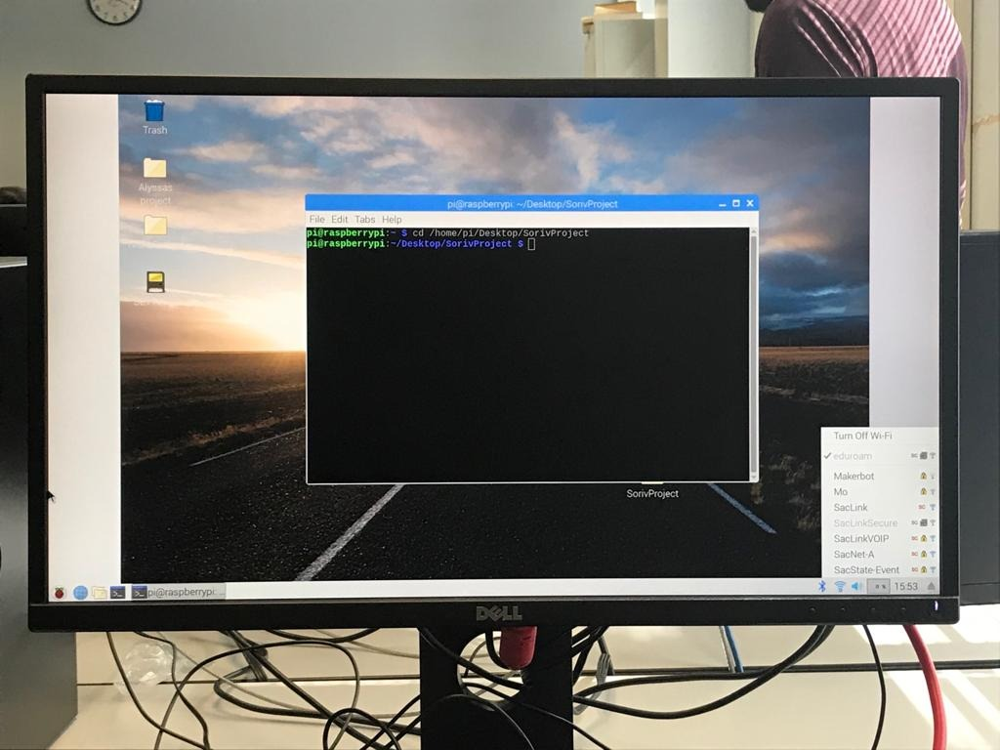 Trash
Alyssas
project
pi@raspberrypi: ~/Desktop/SorivProject
File Edit Tabs Help
pi@raspberrypi:~ $ cd /home/pi/Desktop/SorivProject
pi@raspberrypi:~/Desktop/SorivProject $
SorivProject
Turn Off Wi-Fi
eduroam
Makerbot
Mo
SacLink
SacLinkSecure
SacLinkVOIP
SacNet-A
SacState-Event
pi@raspberrypi: ...
15:53
DELL